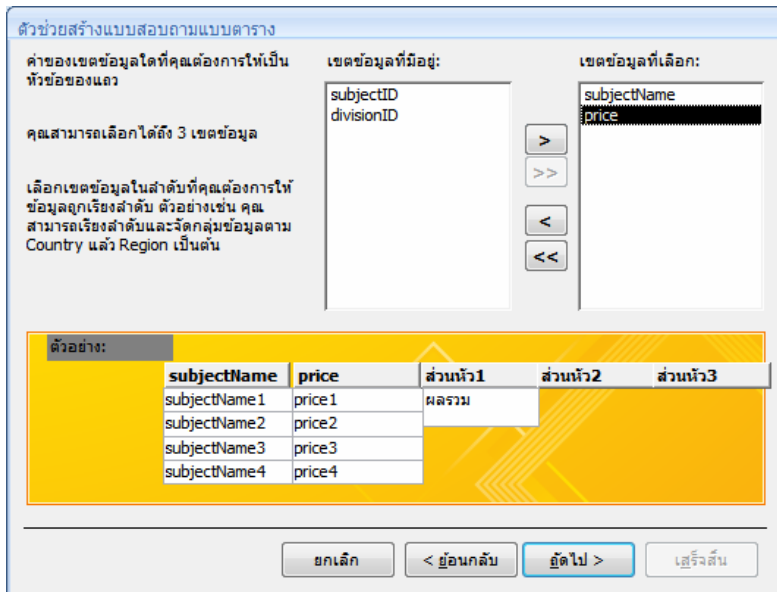 ตัวช่วยสร้างแบบสอบถามแบบตาราง
ค่าของเขตข้อมูลใดที่คุณต้องการให้เป็น
หัวข้อของแถว
คุณสามารถเลือกได้ถึง 3 เขตข้อมูล
เลือกเขตข้อมูลในลำดับที่คุณต้องการให้
ข้อมูลถูกเรียงลำดับ ตัวอย่างเช่น คุณ
สามารถเรียงลำดับและจัดกลุ่มข้อมูลตาม
Country แล้ว Region เป็นต้น
เขตข้อมูลที่มีอยู่:
subjectID
divisionID
>
>>
<
<<
เขตข้อมูลที่เลือก:
subjectName
price
ตัวอย่าง:
subjectName price ส่วนหัว1 ส่วนหัว2 ส่วนหัว3
subjectName1 price1 ผลรวม
subjectName2 price2
subjectName3 price3
subjectName4 price4
ยกเลิก < ย้อนกลับ ถัดไป > เสร็จสิ้น